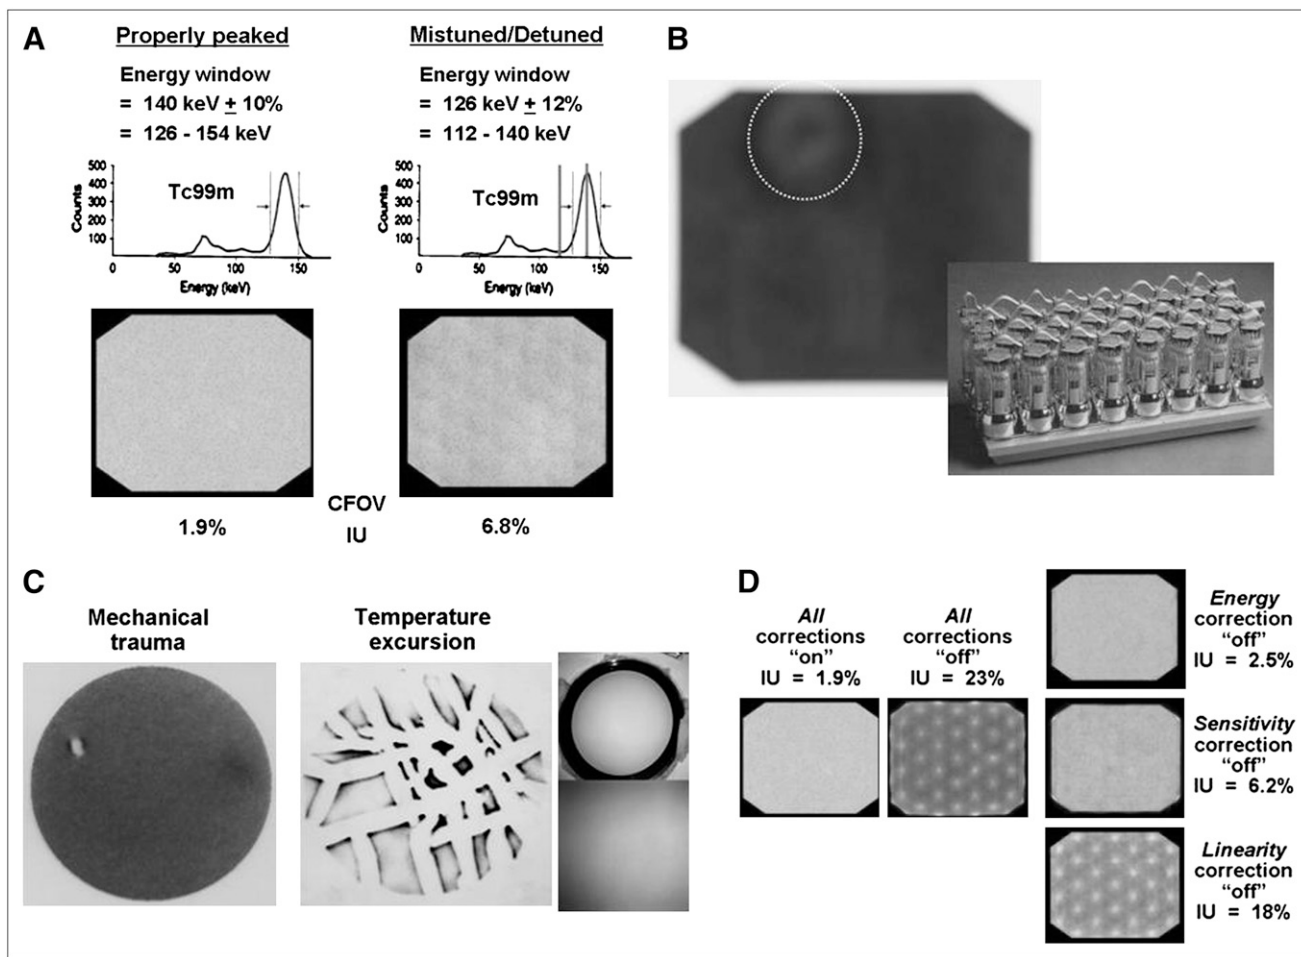 A
Properly peaked
Energy window
= 140 keV ± 10%
= 126 - 154 keV
500
400
300
200
100
Counts
Tc99m
0
50
100
150
Energy (keV)
1.9%
Mistuned/Detuned
Energy window
= 126 keV ± 12%
= 112 - 140 keV
500
400
300
200
100
Counts
Tc99m
0
50
100
150
Energy (keV)
6.8%
CFOV
IU
B
C
Mechanical
trauma
Temperature
excursion
D
All
corrections
“on”
IU = 1.9%
All
corrections
“off”
IU = 23%
Energy
correction
“off”
IU = 2.5%
Sensitivity
correction
“off”
IU = 6.2%
Linearity
correction
“off”
IU = 18%